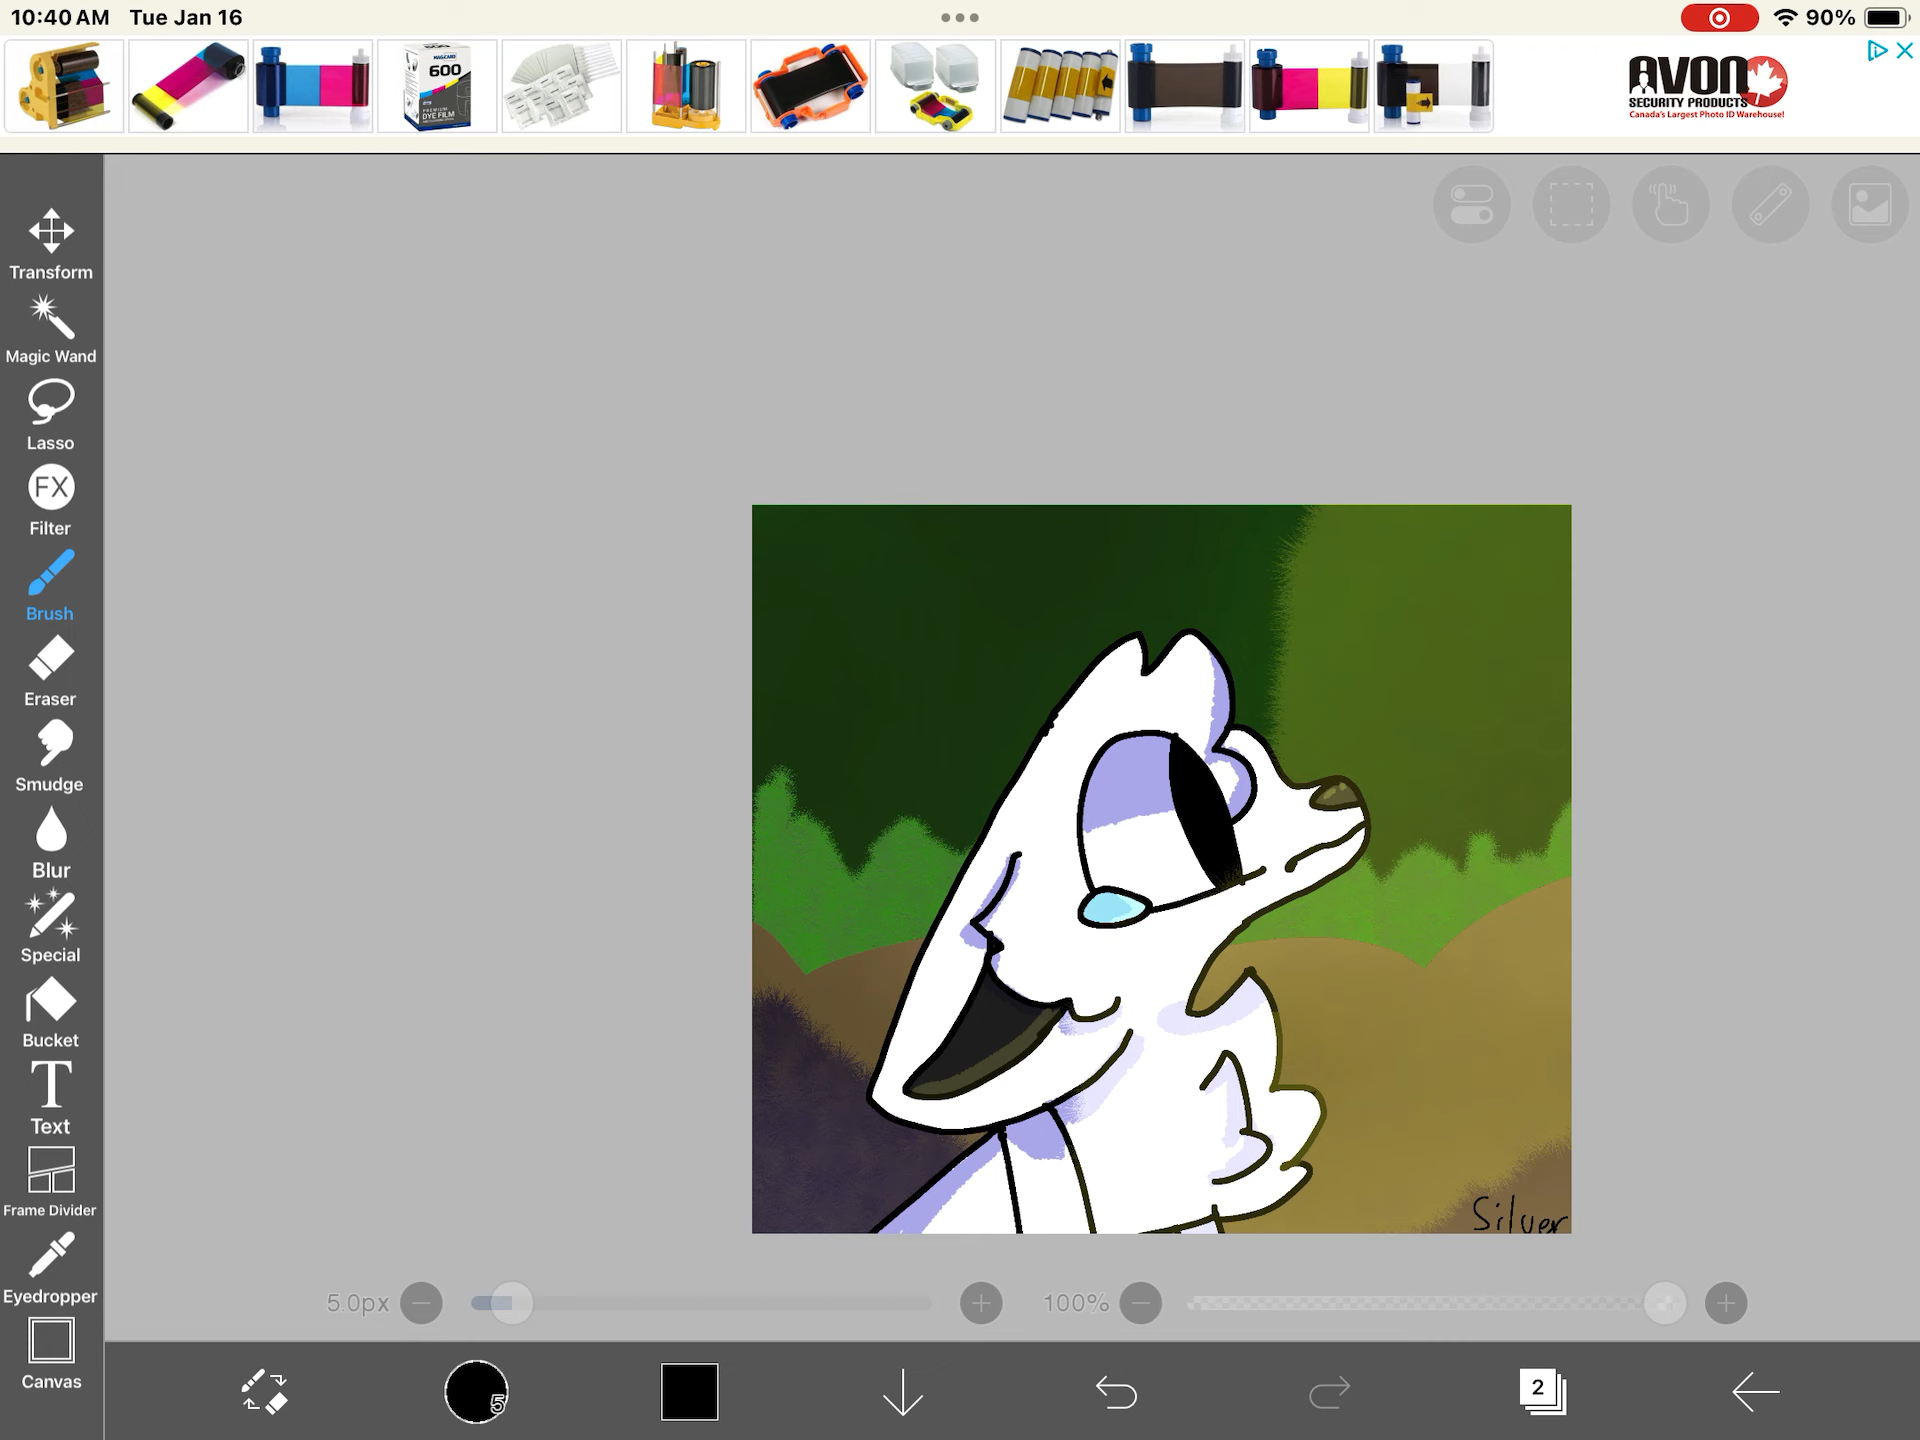 10:40 AM Tue Jan 16
90%
600
DYE FILM
AVON
SECURITY PRODUCTS
Canada's Largest Photo ID Warehouse!
Transform
Magic Wand
Lasso
FX
Filter
Brush
Eraser
Smudge
Blur
Special
Bucket
T
Text
Frame Divider
Eyedropper
Canvas
Silver
5.0px
100%
5
2